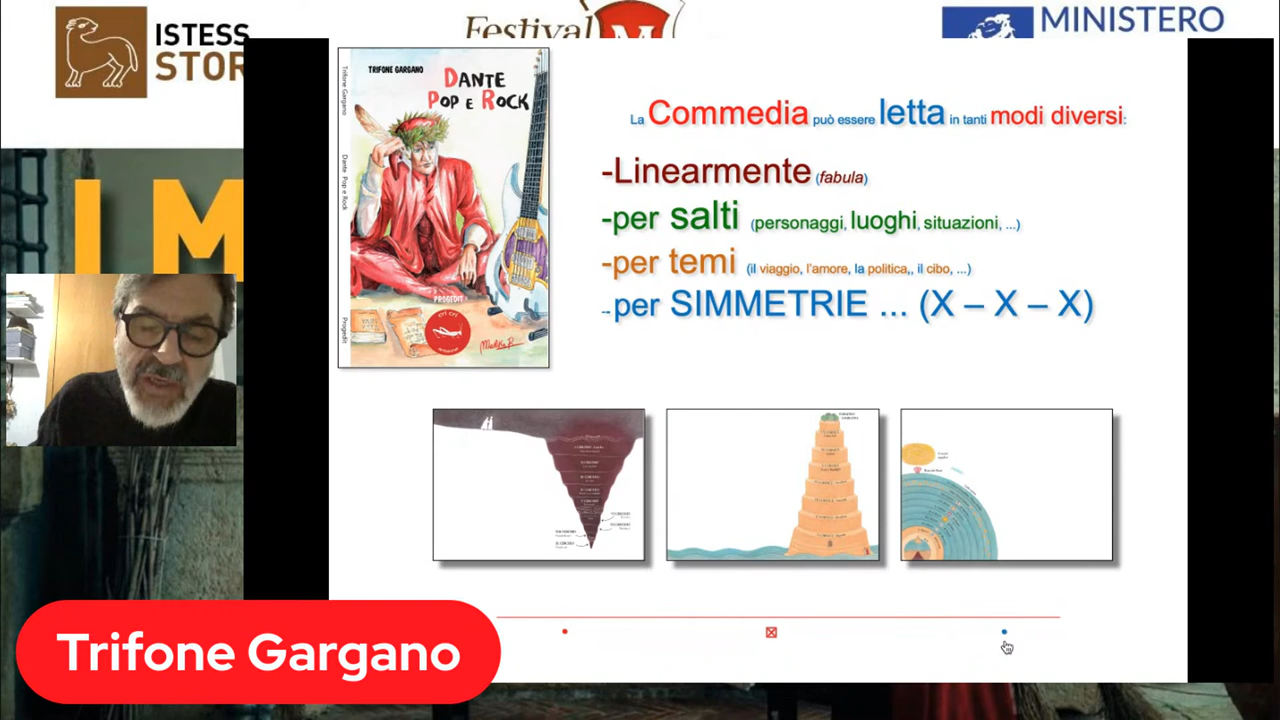 ISTESS
STOR
Festival
M
MINISTERO
I M
Trifone Gargano
Dante Pop e Rock
Progedit
TRIFONE GARGANO
DANTE
POP E ROCK
PROGEDIT
La Commedia può essere letta in tanti modi diversi:
-Linearmente (fabula)
-per salti (personaggi, luoghi, situazioni, ...)
-per temi (il viaggio, l'amore, la politica,, il cibo, ...)
-- per SIMMETRIE ... (X – X – X)
Trifone Gargano